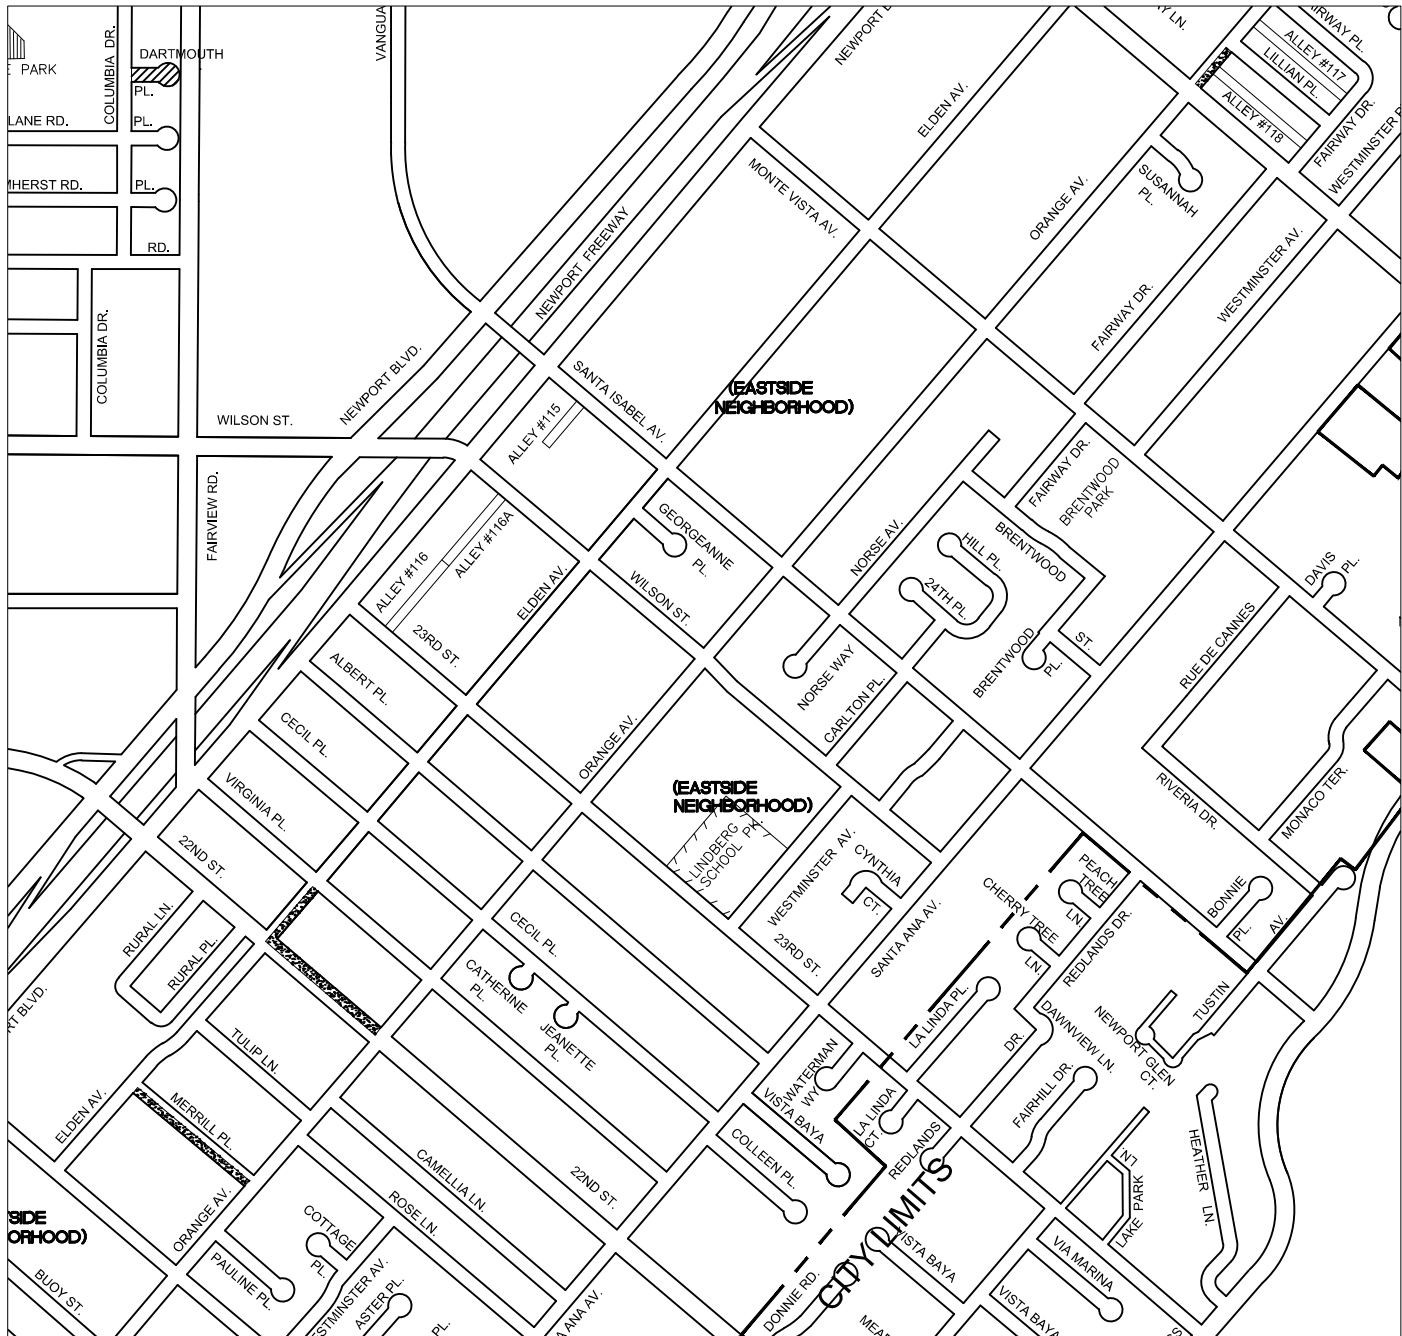 COLUMBIA DR.
DARTMOUTH
PL.
VANGUA
NEWPORT
ELDEN AV.
LN.
PL.
ALLEY #117
LILLIAN PL.
ALLEY #118
FAIRWAY DR.
WESTMINSTER
PARK
LANE RD.
PL.
PL.
RD.
SUSANNAH
PL.
MONTE VISTA AV.
ORANGE AV.
WESTMINSTER AV.
FAIRWAY DR.
NEWPORT FREEWAY
COLUMBIA DR.
NEWPORT BLVD.
WILSON ST.
SANTA ISABEL AV.
ALLEY #115
(EASTSIDE
NEIGHBORHOOD)
FAIRWAY DR.
BRENTWOOD
PARK
FAIRVIEW RD.
ALLEY #116
ALLEY #116A
ELDEN AV.
GEORGEANNE
PL.
WILSON ST.
NORSE AV.
HILL PL.
24TH PL.
BRENTWOOD
ST.
BRENTWOOD
PL.
DAVIS
PL.
RUE DE CANNES
23RD ST.
ALBERT PL.
CECIL PL.
VIRGINIA PL.
22ND ST.
NORSE WAY
CARLTON PL.
ORANGE AV.
(EASTSIDE
NEIGHBORHOOD)
LINDBERG
SCHOOL PK.
WESTMINSTER AV.
CYNTHIA
CT.
23RD ST.
SANTA ANA AV.
RIVERIA DR.
MONACO TER.
PEACH
TREE
LN.
CHERRY TREE
LN.
REDLANDS DR.
BONNIE
PL.
TUSTIN
AV.
RURAL LN.
RURAL PL.
CECIL PL.
CATHERINE
PL.
JEANETTE
PL.
LA LINDA PL.
DR.
DAWNVIEW LN.
NEWPORT GLEN
CT.
FAIRHILL DR.
TULIP LN.
ELDEN AV.
MERRILL PL.
WATERMAN
WY.
VISTA BAYA
COLLEEN PL.
LA LINDA
CT.
REDLANDS
CITY LIMITS
LAKE PARK
LN.
HEATHER LN.
22ND ST.
CAMELLIA LN.
ROSE LN.
ORANGE AV.
COTTAGE
PL.
PAULINE PL.
ASTER PL.
PL.
BUOY ST.
ANA AV.
DONNIE RD.
VISTA BAYA
VIA MARINA
VISTA BAYA